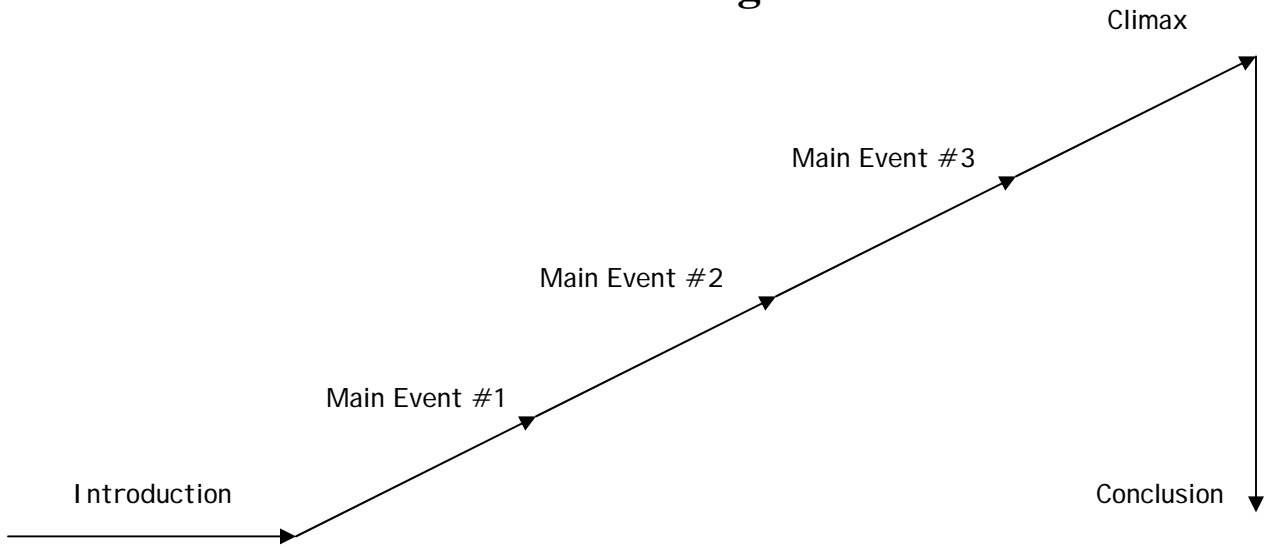 Climax
Main Event #3
Main Event #2
Main Event #1
Introduction
Conclusion